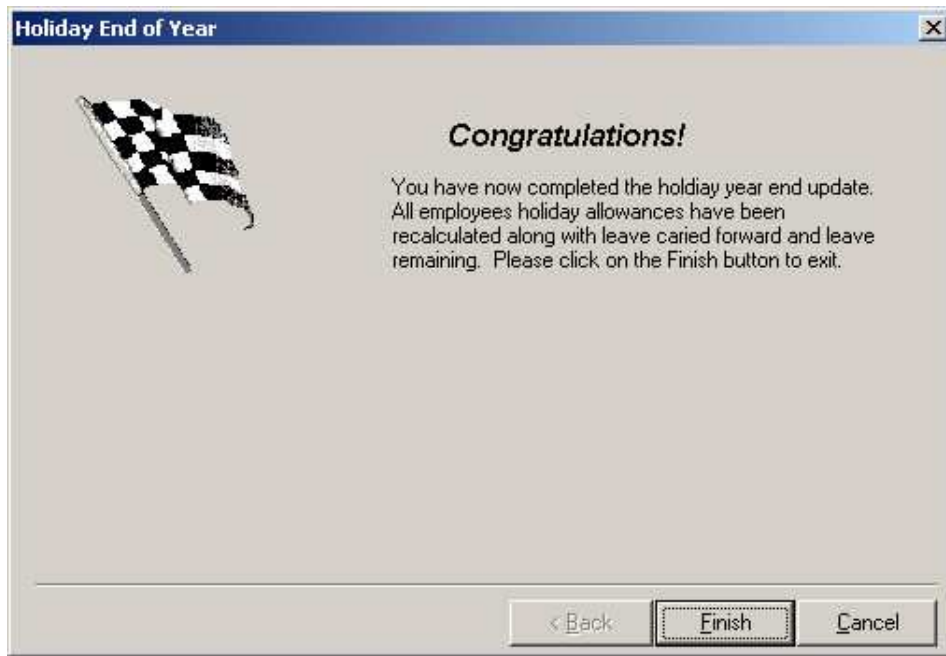 Holiday End of Year
Congratulations!
You have now completed the holdiay year end update.
All employees holiday allowances have been
recalculated along with leave caried forward and leave
remaining.  Please click on the Finish button to exit.
< Back
Finish
Cancel